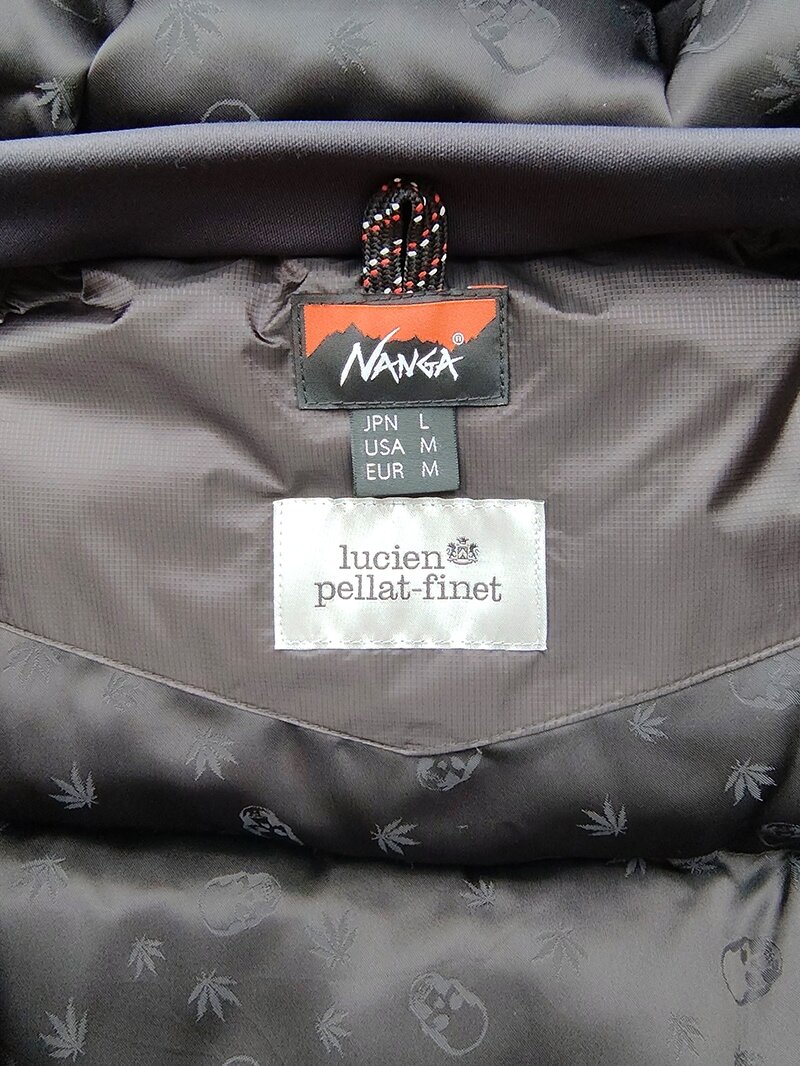 NANGA®
JPN L
USA M
EUR M
lucien
pellat-finet